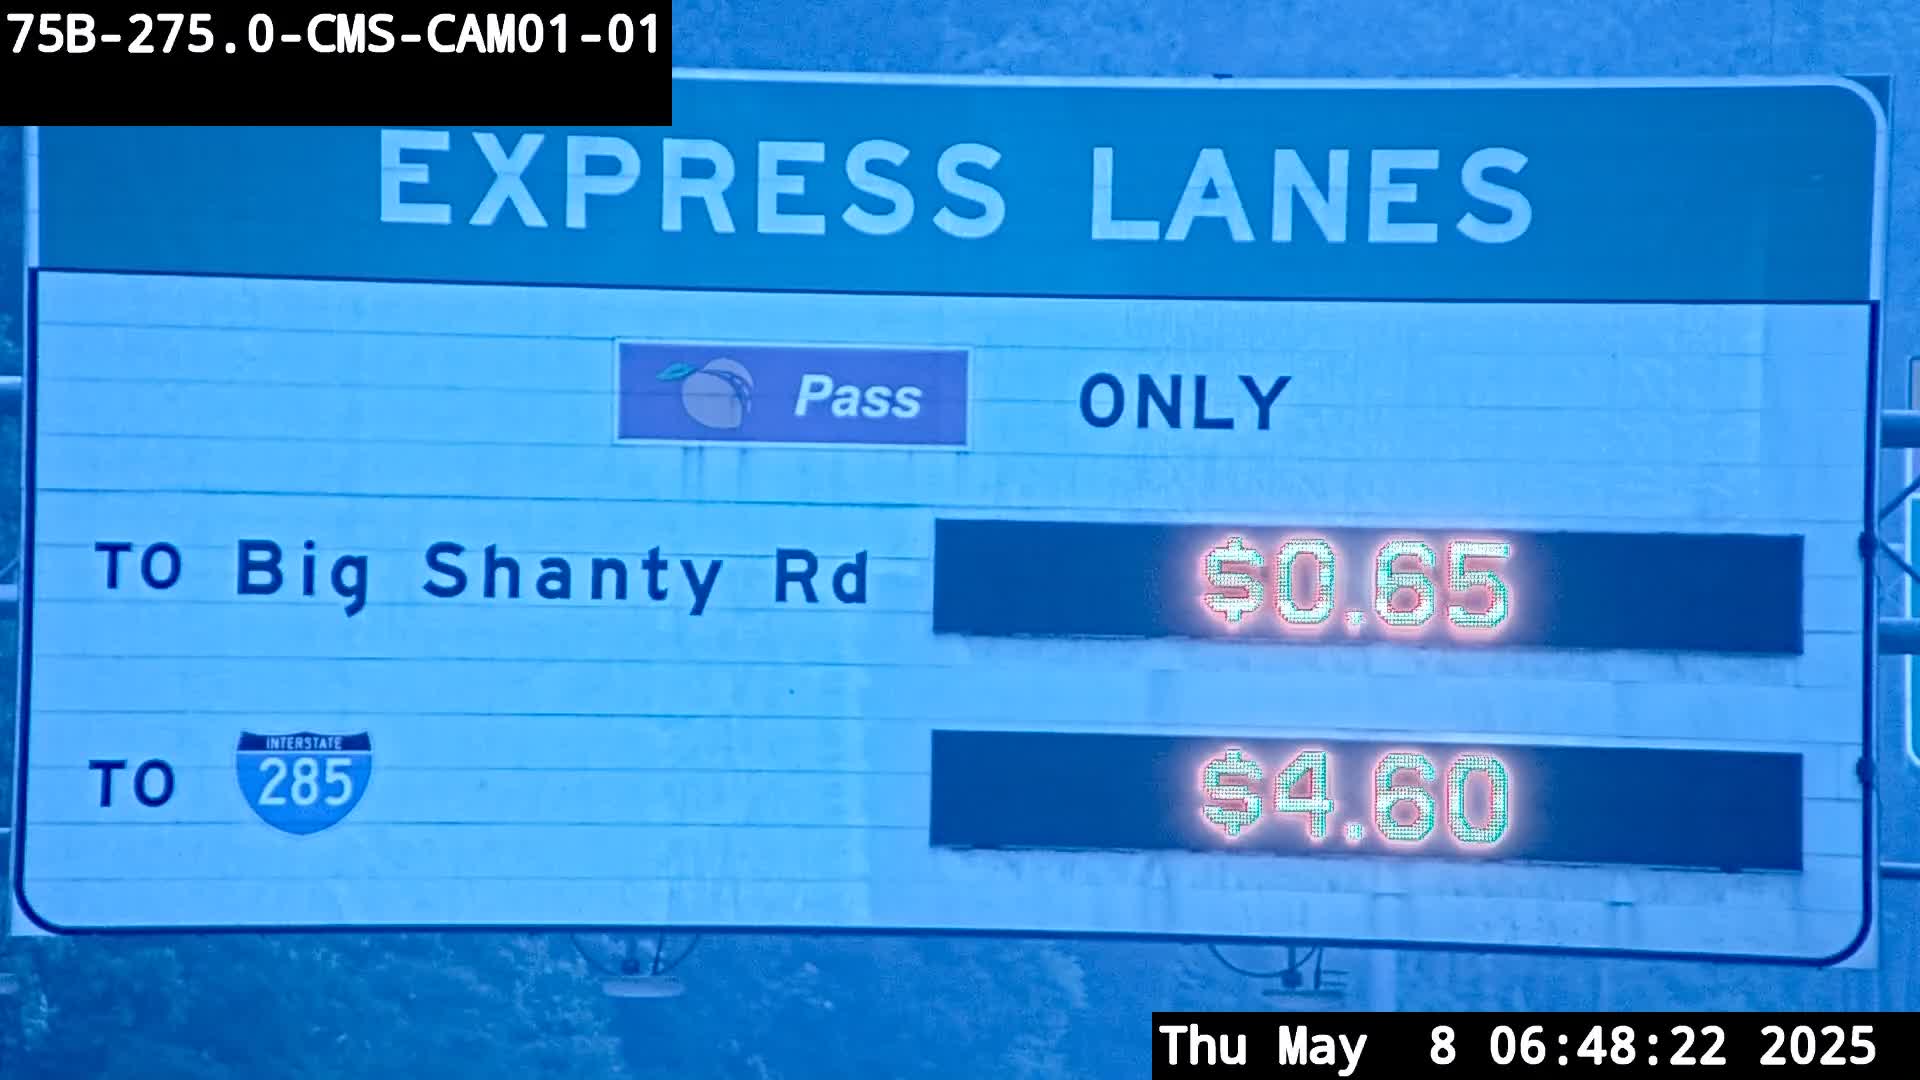 75B-275.0-CMS-CAM01-01
EXPRESS LANES
Pass ONLY
TO Big Shanty Rd $0.65
TO INTERSTATE 285 $4.60
Thu May 8 06:48:22 2025